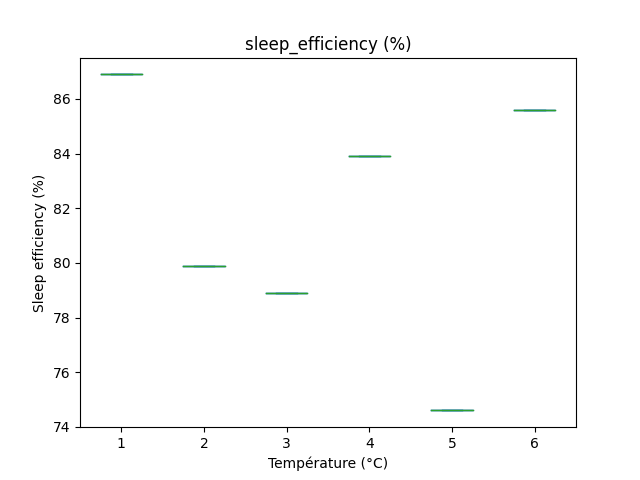 sleep_efficiency (%)
Sleep efficiency (%)
86
84
82
80
78
76
74
1 2 3 4 5 6
Température (°C)